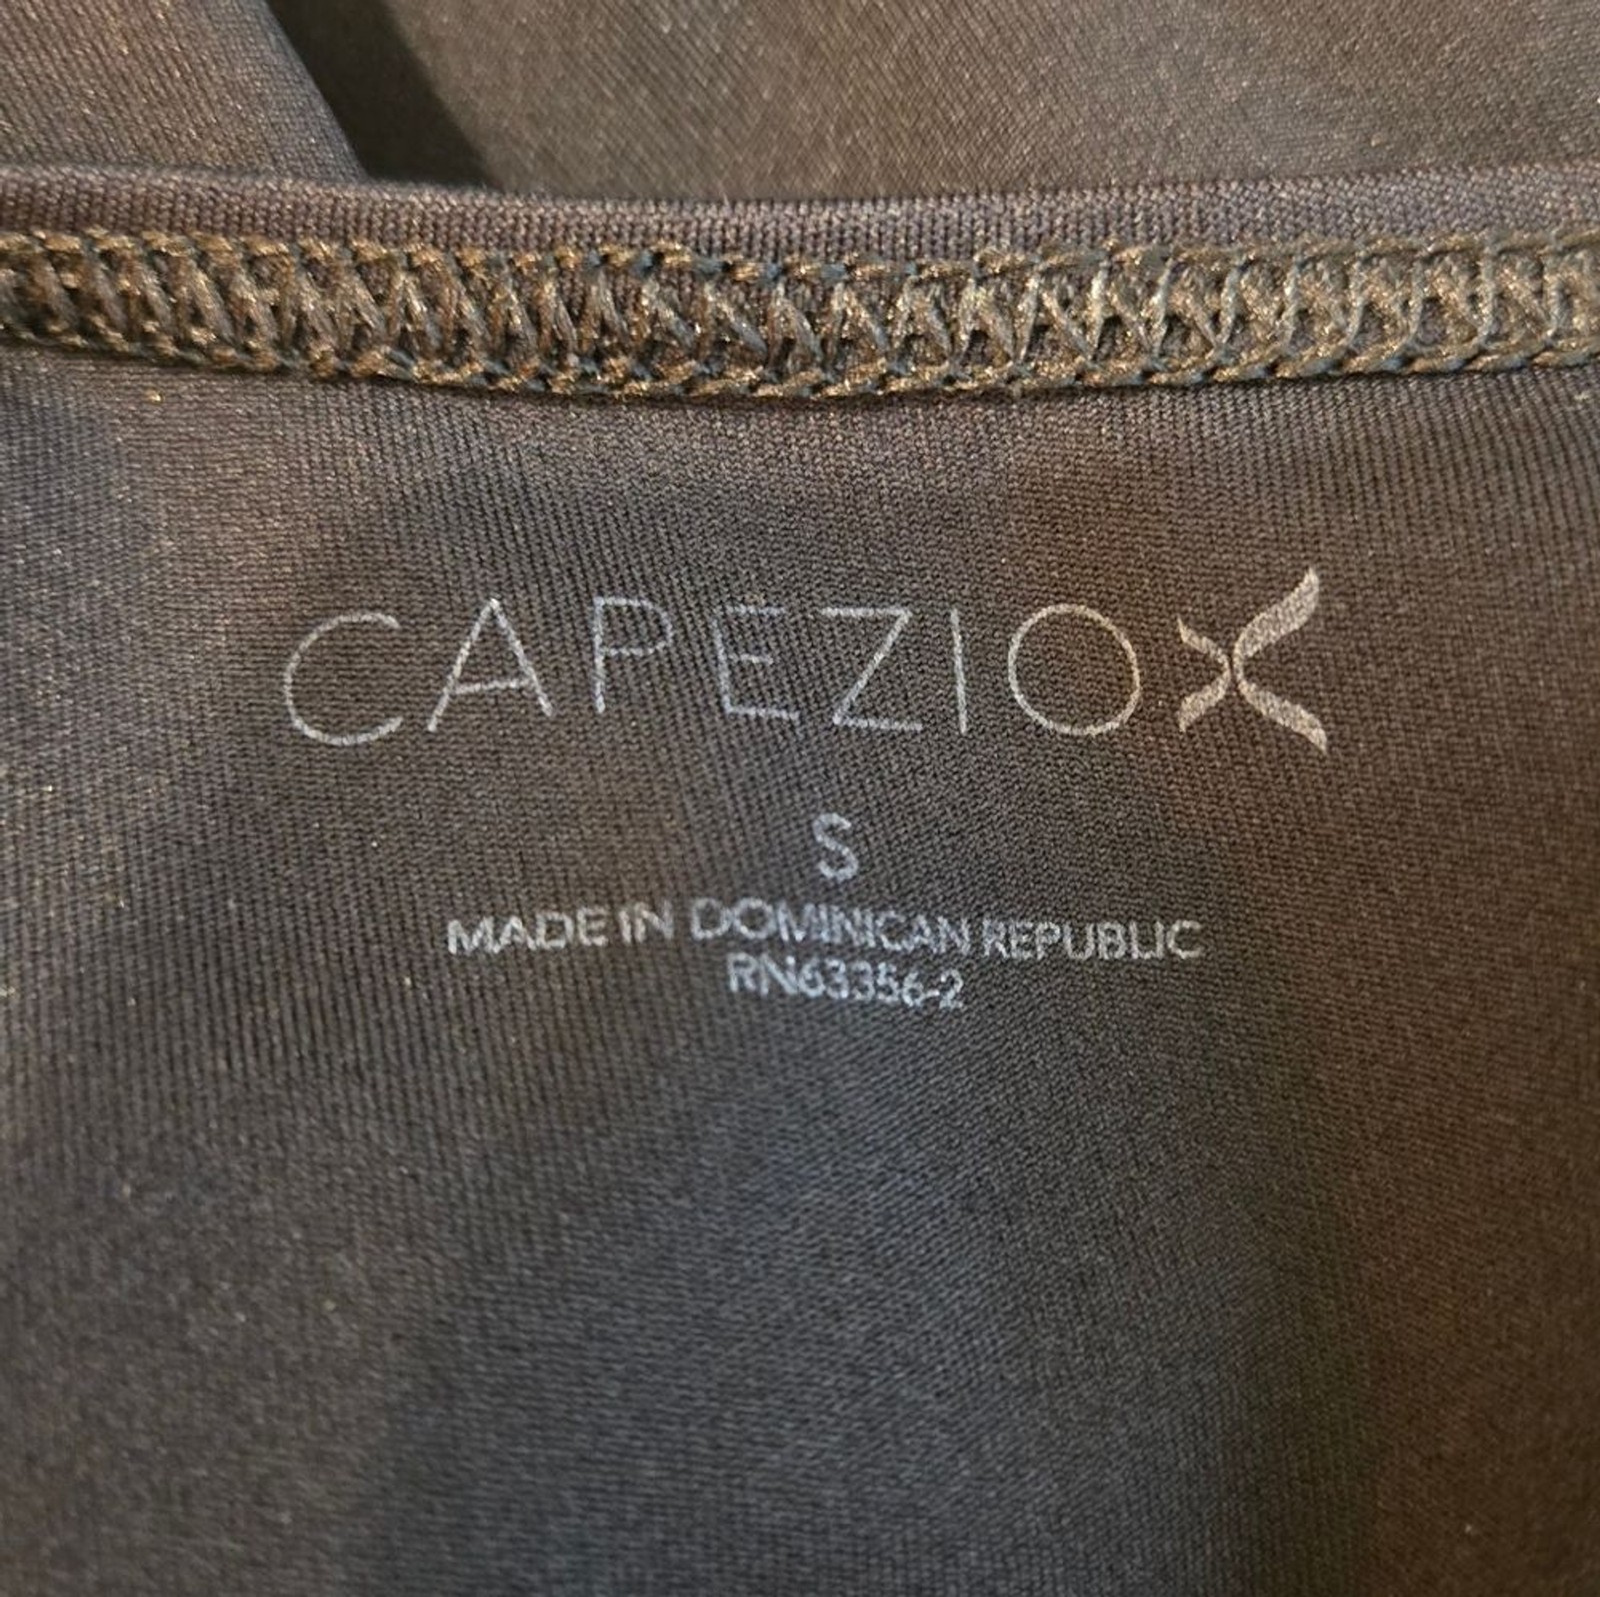 CAPEZIO
S
MADE IN DOMINICAN REPUBLIC
RN63356-2